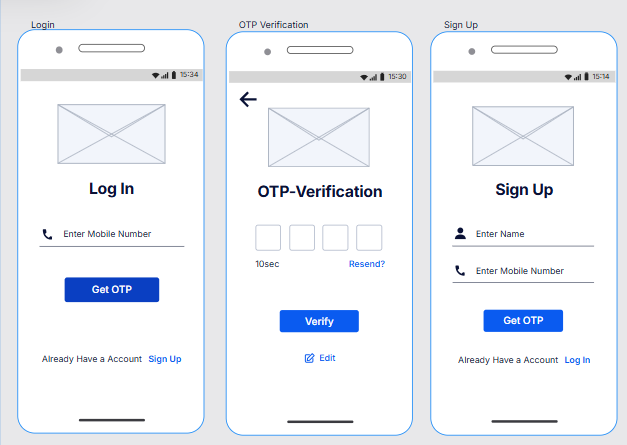 Login
15:34
Log In
Enter Mobile Number
Get OTP
Already Have a Account Sign Up
OTP Verification
15:30
OTP-Verification
10sec Resend?
Verify
Edit
Sign Up
15:14
Sign Up
Enter Name
Enter Mobile Number
Get OTP
Already Have a Account Log In